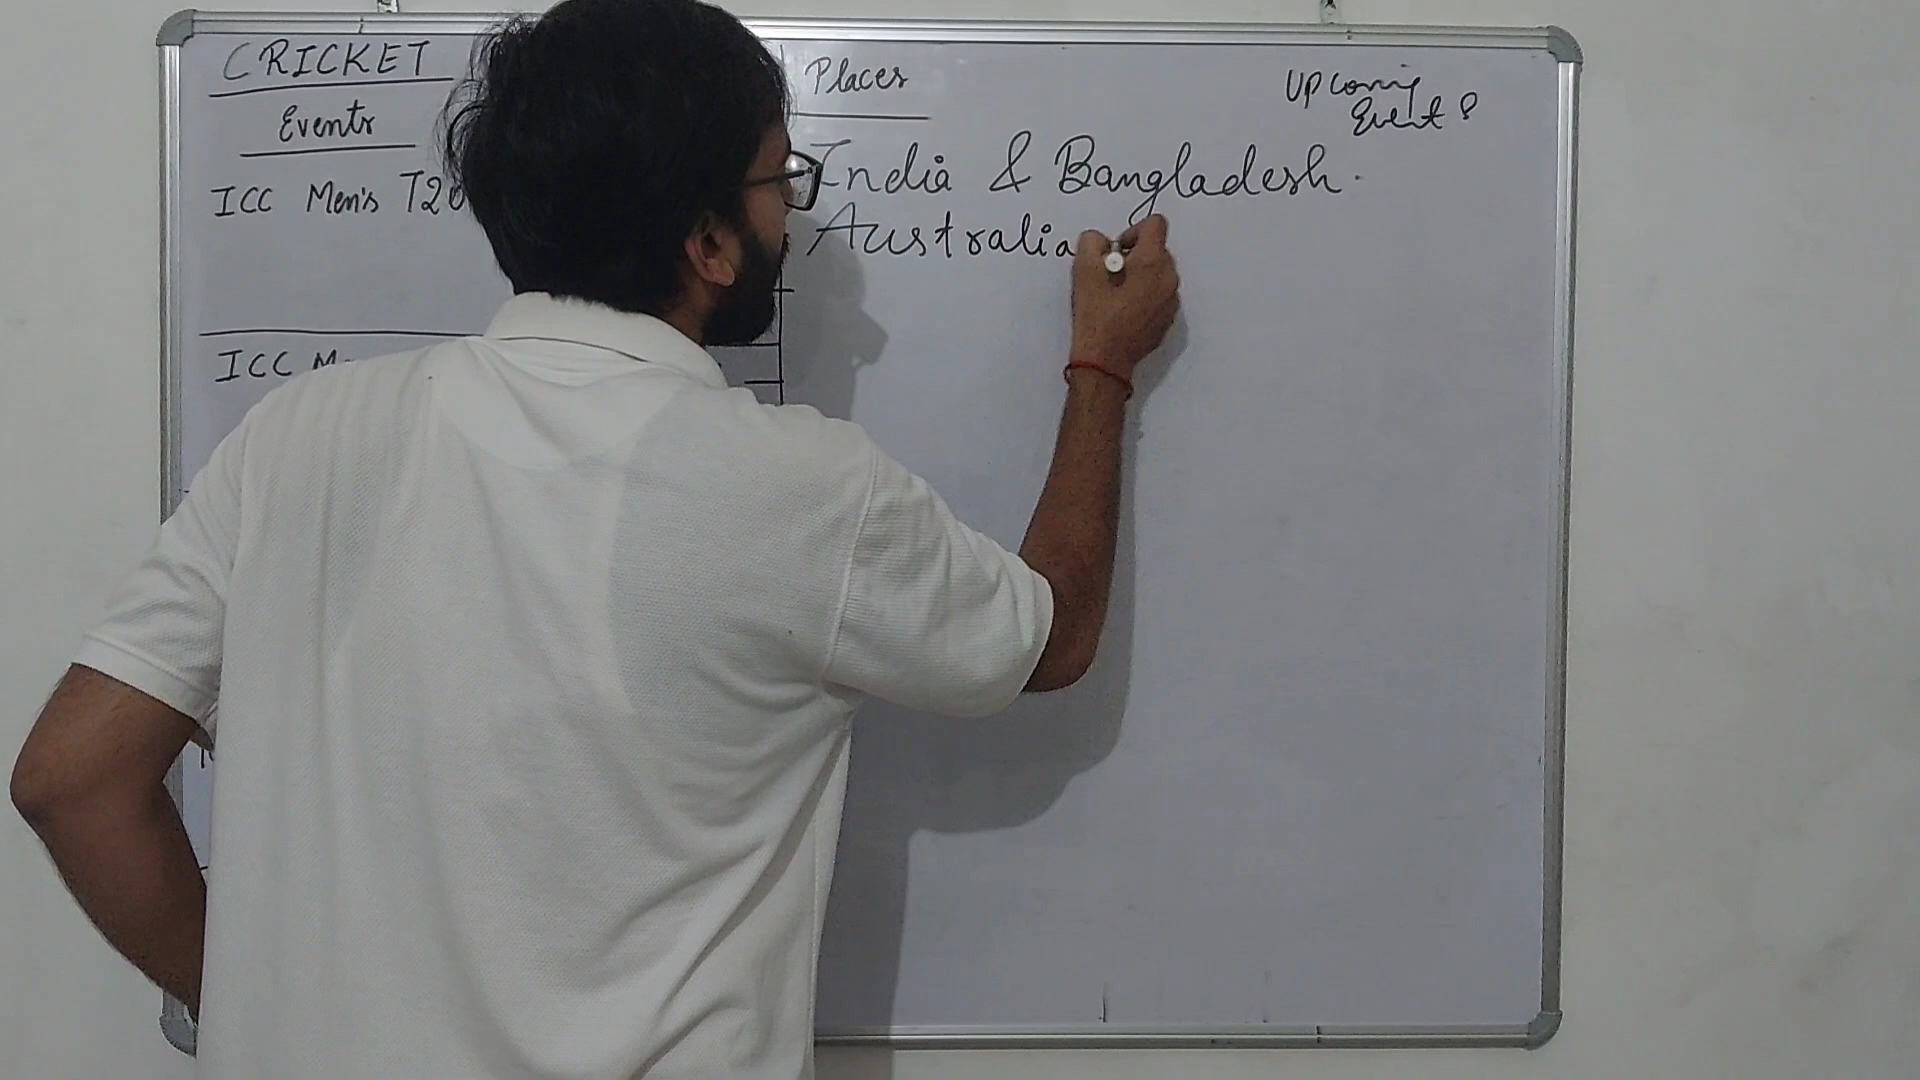 CRICKET
Events
ICC Men's T20
ICC M
Places
India & Bangladesh.
Australia
Upcoming
Event ?